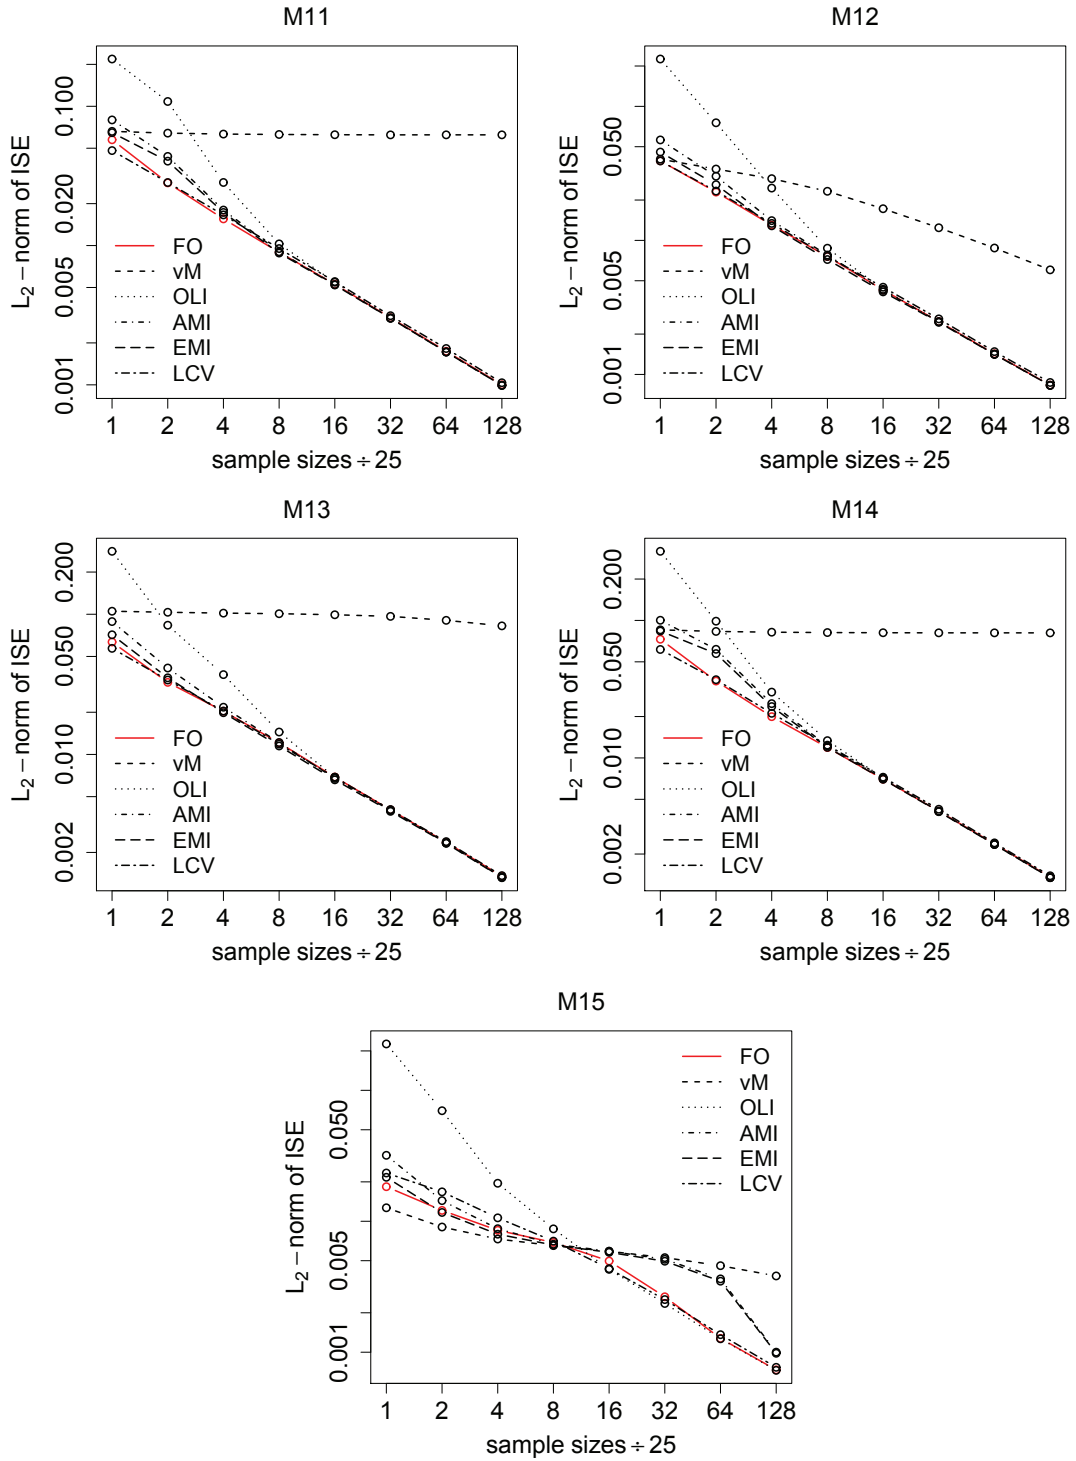 M11
L2 − norm of ISE
0.100
0.020
0.005
0.001
FO
vM
OLI
AMI
EMI
LCV
1 2 4 8 16 32 64 128
sample sizes ÷ 25
M12
L2 − norm of ISE
0.050
0.005
0.001
FO
vM
OLI
AMI
EMI
LCV
1 2 4 8 16 32 64 128
sample sizes ÷ 25
M13
L2 − norm of ISE
0.200
0.050
0.010
0.002
FO
vM
OLI
AMI
EMI
LCV
1 2 4 8 16 32 64 128
sample sizes ÷ 25
M14
L2 − norm of ISE
0.200
0.050
0.010
0.002
FO
vM
OLI
AMI
EMI
LCV
1 2 4 8 16 32 64 128
sample sizes ÷ 25
M15
L2 − norm of ISE
0.050
0.005
0.001
FO
vM
OLI
AMI
EMI
LCV
1 2 4 8 16 32 64 128
sample sizes ÷ 25